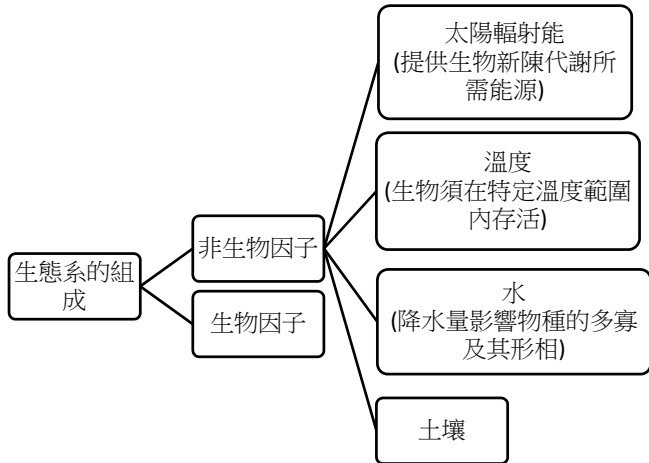 太陽輻射能
(提供生物新陳代謝所
需能源)
溫度
(生物須在特定溫度範圍
內存活)
非生物因子
生態系的組
成
水
(降水量影響物種的多寡
及其形相)
生物因子
土壤